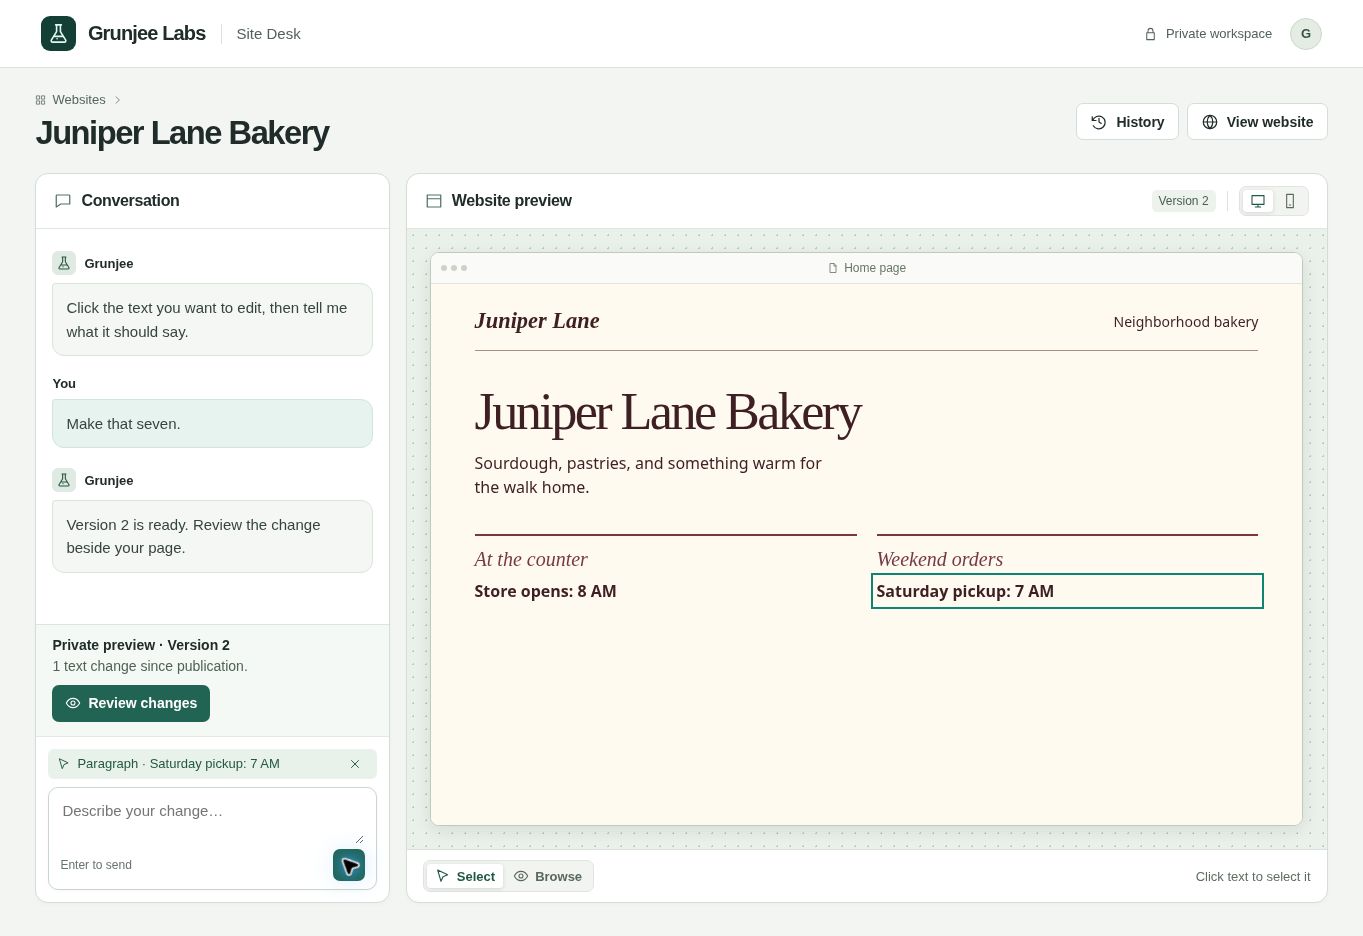 Grunjee Labs
Site Desk
Private workspace
G
Websites
Juniper Lane Bakery
History
View website
Conversation
Grunjee
Click the text you want to edit, then tell me
what it should say.
You
Make that seven.
Grunjee
Version 2 is ready. Review the change
beside your page.
Private preview · Version 2
1 text change since publication.
Review changes
Paragraph · Saturday pickup: 7 AM
Describe your change…
Enter to send
Website preview
Version 2
Home page
Juniper Lane
Neighborhood bakery
Juniper Lane Bakery
Sourdough, pastries, and something warm for
the walk home.
At the counter
Store opens: 8 AM
Weekend orders
Saturday pickup: 7 AM
Select
Browse
Click text to select it